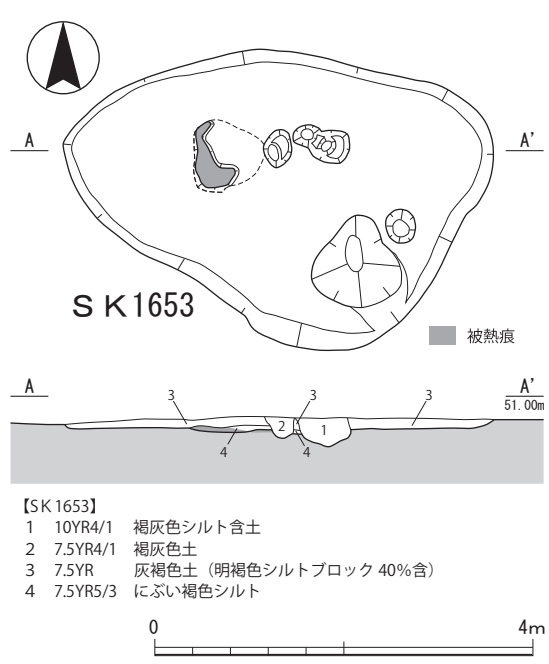 A A'
ＳＫ1653
被熱痕
A A'
51.00m
3 3 3
2 1
4 4
【ＳＫ1653】
1 10YR4/1 褐灰色シルト含土
2 7.5YR4/1 褐灰色土
3 7.5YR 灰褐色土（明褐色シルトブロック 40％含）
4 7.5YR5/3 にぶい褐色シルト
0 4m